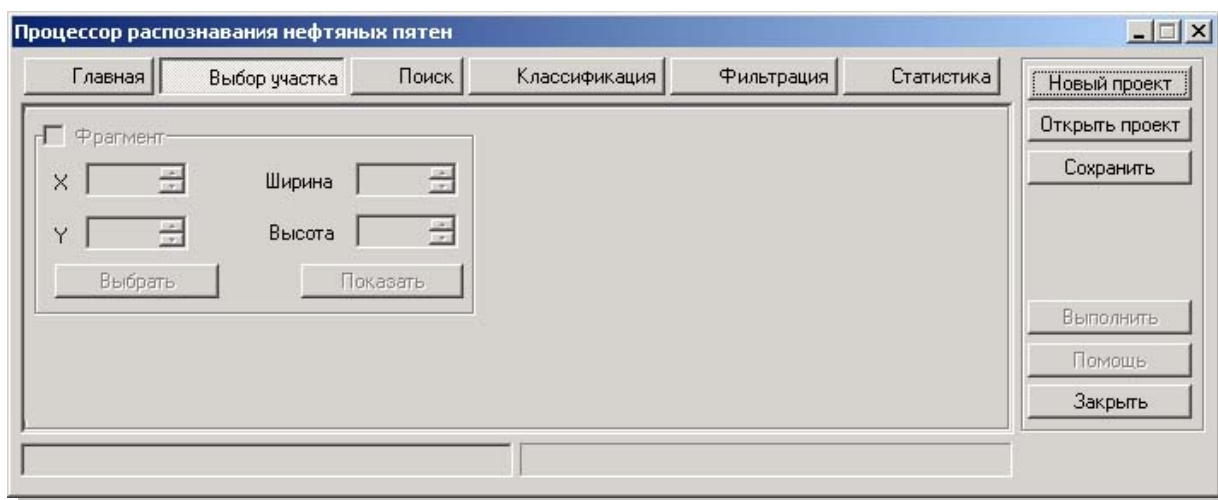 Процессор распознавания нефтяных пятен
Главная Выбор участка Поиск Классификация Фильтрация Статистика
Новый проект
Открыть проект
Сохранить
Фрагмент
X Ширина
Y Высота
Выбрать Показать
Выполнить
Помощь
Закрыть